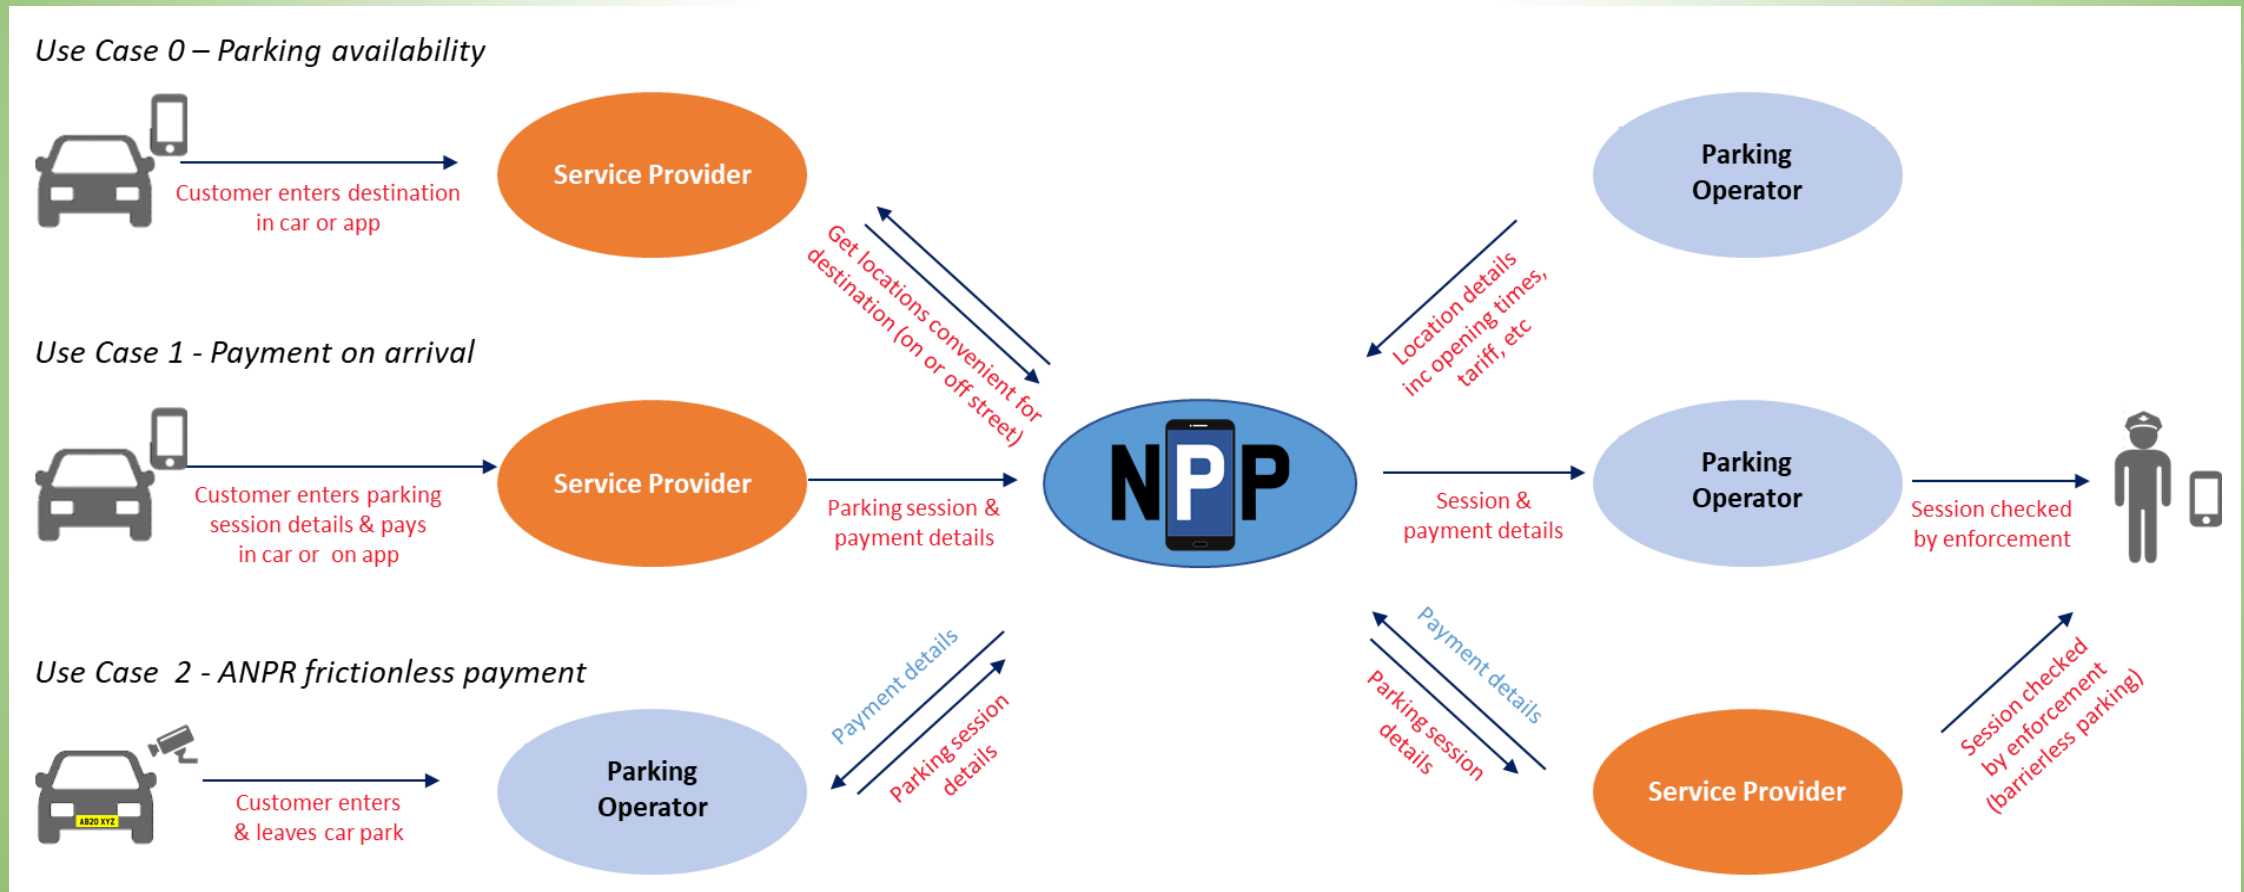 Use Case 0 – Parking availability
Customer enters destination
in car or app
Service Provider
Get locations convenient for
destination (on or off street)
Parking
Operator
Location details
inc opening times,
tariff, etc
Use Case 1 - Payment on arrival
Customer enters parking
session details & pays
in car or on app
Service Provider
Parking session &
payment details
NPP
Session &
payment details
Parking
Operator
Session checked
by enforcement
Use Case 2 - ANPR frictionless payment
AB20 XYZ
Customer enters
& leaves car park
Parking
Operator
Payment details
Parking session
details
Payment details
Parking session
details
Service Provider
Session checked
by enforcement
(barrierless parking)